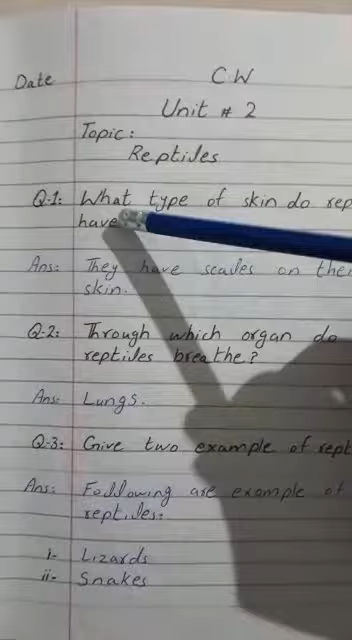 Date
C W
Unit # 2
Topic:
Reptiles
Q.1: What type of skin do rep
have
Ans: They have scales on the
skin.
Q.2: Through which organ do
reptiles breathe?
Ans: Lungs.
Q.3: Give two example of rept
Ans: Following are example of
reptiles:
i- Lizards
ii- Snakes